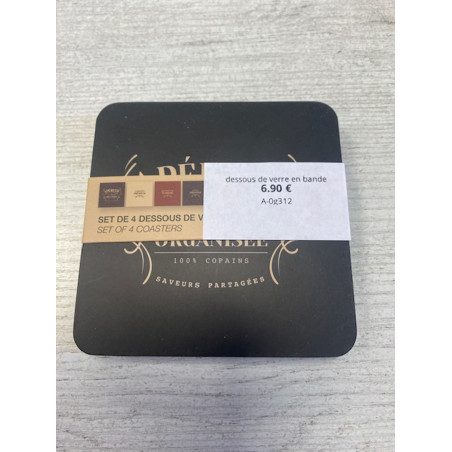 dessous de verre en bande
6.90 €
A-0g312
SET DE 4 DESSOUS DE V
SET OF 4 COASTERS
ORGANISÉE
100% COPAINS
SAVEURS PARTAGÉES